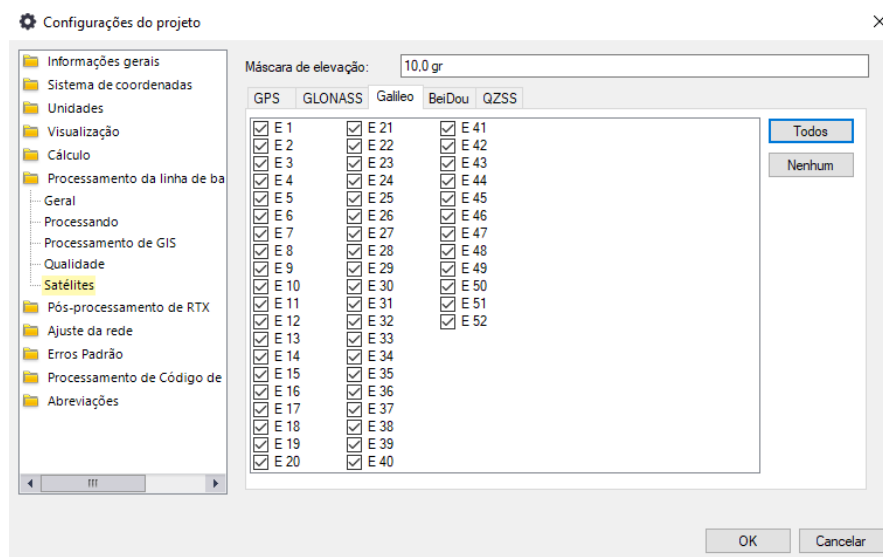 Configurações do projeto
Informações gerais
Sistema de coordenadas
Unidades
Visualização
Cálculo
Processamento da linha de ba
Geral
Processando
Processamento de GIS
Qualidade
Satélites
Pós-processamento de RTX
Ajuste da rede
Erros Padrão
Processamento de Código de
Abreviações
Máscara de elevação: 10,0 gr
GPS GLONASS Galileo BeiDou QZSS
E 1 E 21 E 41
E 2 E 22 E 42
E 3 E 23 E 43
E 4 E 24 E 44
E 5 E 25 E 45
E 6 E 26 E 46
E 7 E 27 E 47
E 8 E 28 E 48
E 9 E 29 E 49
E 10 E 30 E 50
E 11 E 31 E 51
E 12 E 32 E 52
E 13 E 33
E 14 E 34
E 15 E 35
E 16 E 36
E 17 E 37
E 18 E 38
E 19 E 39
E 20 E 40
Todos
Nenhum
OK Cancelar